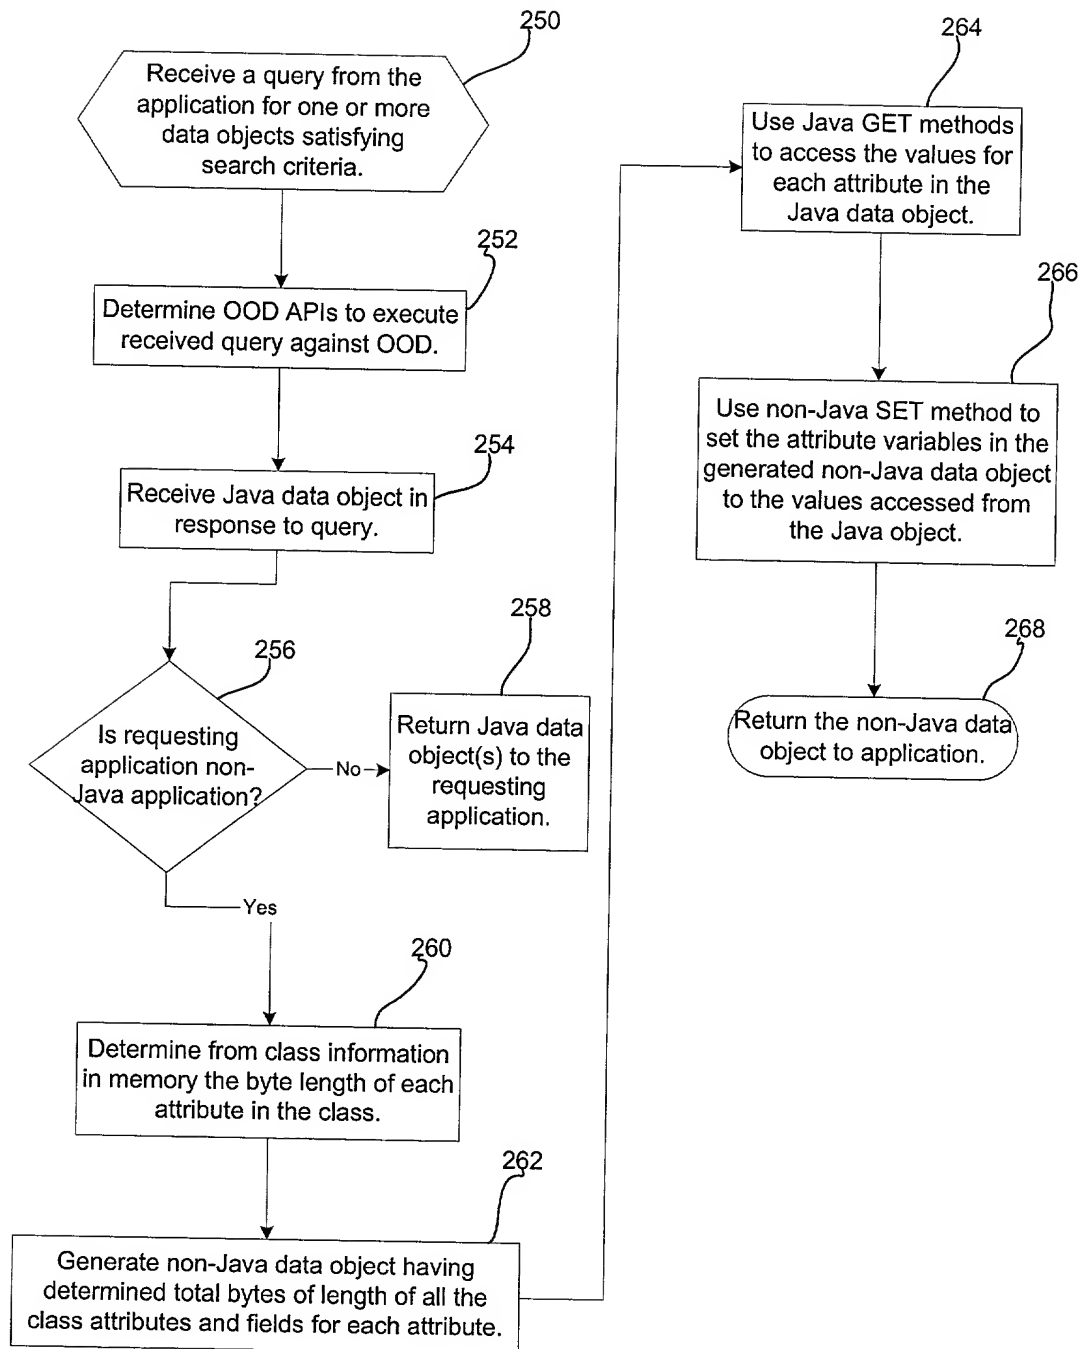 250
Receive a query from the
application for one or more
data objects satisfying
search criteria.
252
Determine OOD APIs to execute
received query against OOD.
254
Receive Java data object in
response to query.
256
Is requesting
application non-
Java application?
No
258
Return Java data
object(s) to the
requesting
application.
Yes
260
Determine from class information
in memory the byte length of each
attribute in the class.
262
Generate non-Java data object having
determined total bytes of length of all the
class attributes and fields for each attribute.
264
Use Java GET methods
to access the values for
each attribute in the
Java data object.
266
Use non-Java SET method to
set the attribute variables in the
generated non-Java data object
to the values accessed from
the Java object.
268
Return the non-Java data
object to application.